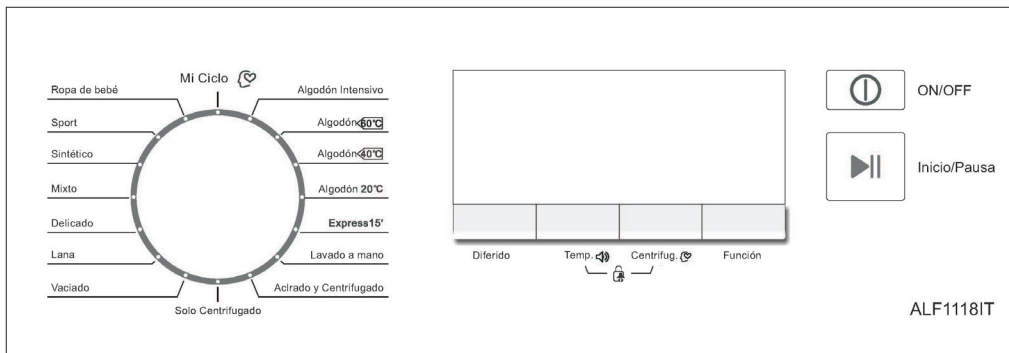 Mi Ciclo
Ropa de bebé
Sport
Sintético
Mixto
Delicado
Lana
Vaciado
Algodón Intensivo
Algodón 60°C
Algodón 40°C
Algodón 20°C
Express15'
Lavado a mano
Aclrado y Centrifugado
Solo Centrifugado
Diferido
Temp.
Centrifug.
Función
ON/OFF
Inicio/Pausa
ALF1118IT